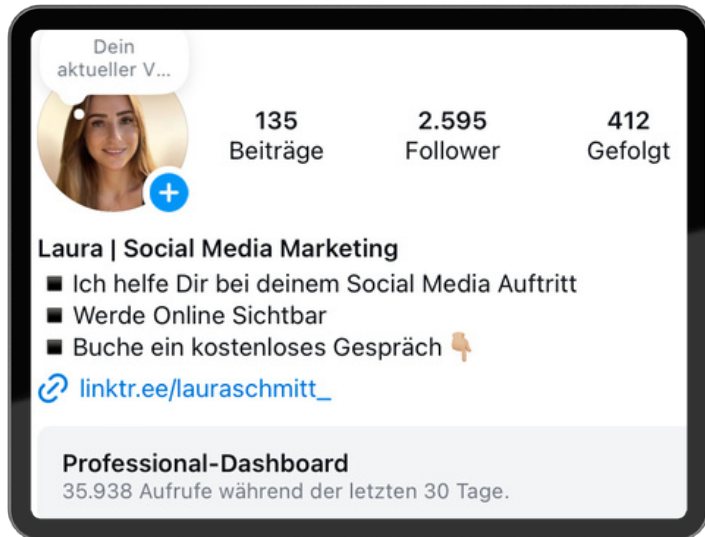 Dein
aktueller V...
135
Beiträge
2.595
Follower
412
Gefolgt
Laura | Social Media Marketing
▪️ Ich helfe Dir bei deinem Social Media Auftritt
▪️ Werde Online Sichtbar
▪️ Buche ein kostenloses Gespräch 👇🏼
linktr.ee/lauraschmitt_
Professional-Dashboard
35.938 Aufrufe während der letzten 30 Tage.